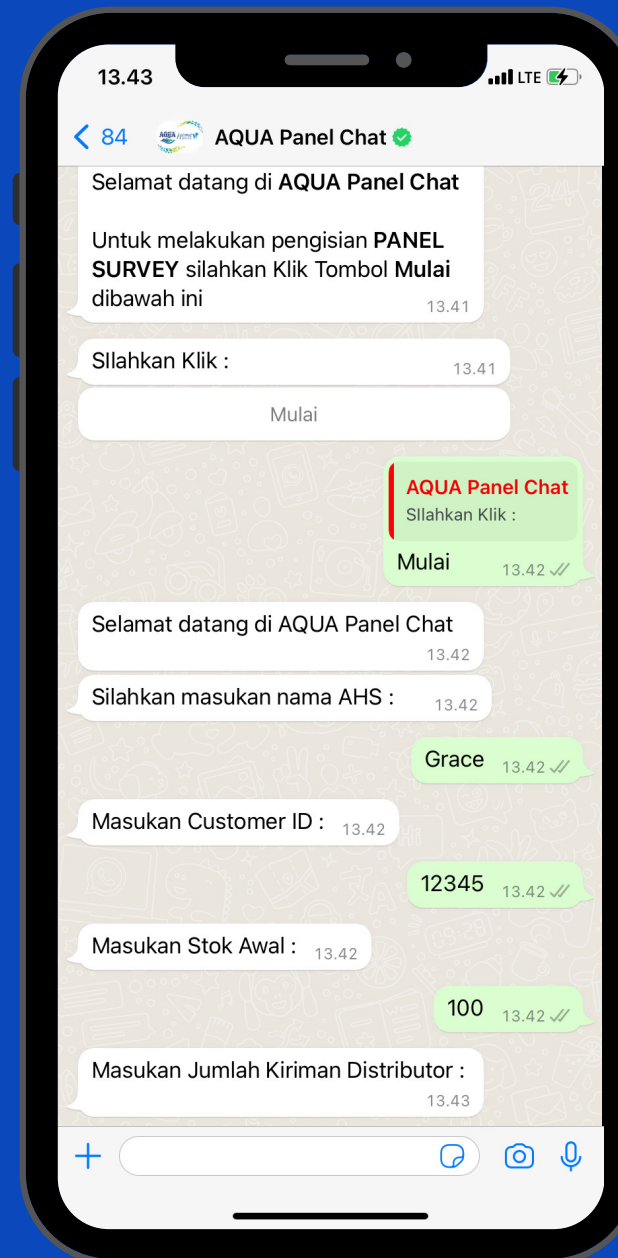 13.43
LTE
84
AQUA
AQUA Panel Chat
Selamat datang di AQUA Panel Chat
Untuk melakukan pengisian PANEL
SURVEY silahkan Klik Tombol Mulai
dibawah ini
13.41
SIlahkan Klik :
13.41
Mulai
AQUA Panel Chat
SIlahkan Klik :
Mulai
13.42
Selamat datang di AQUA Panel Chat
13.42
Silahkan masukan nama AHS :
13.42
Grace
13.42
Masukan Customer ID :
13.42
12345
13.42
Masukan Stok Awal :
13.42
100
13.42
Masukan Jumlah Kiriman Distributor :
13.43